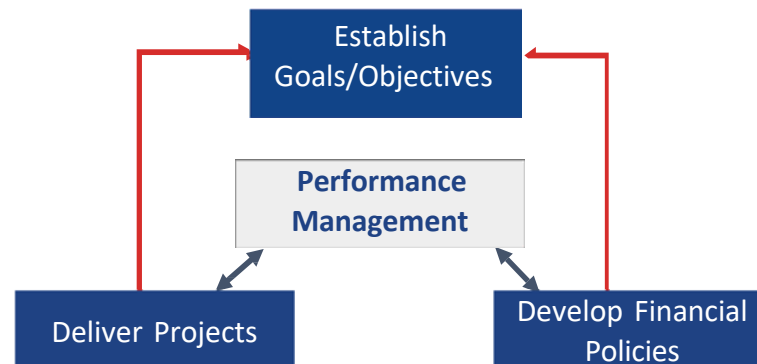 Establish
Goals/Objectives
Performance
Management
Deliver Projects
Develop Financial
Policies